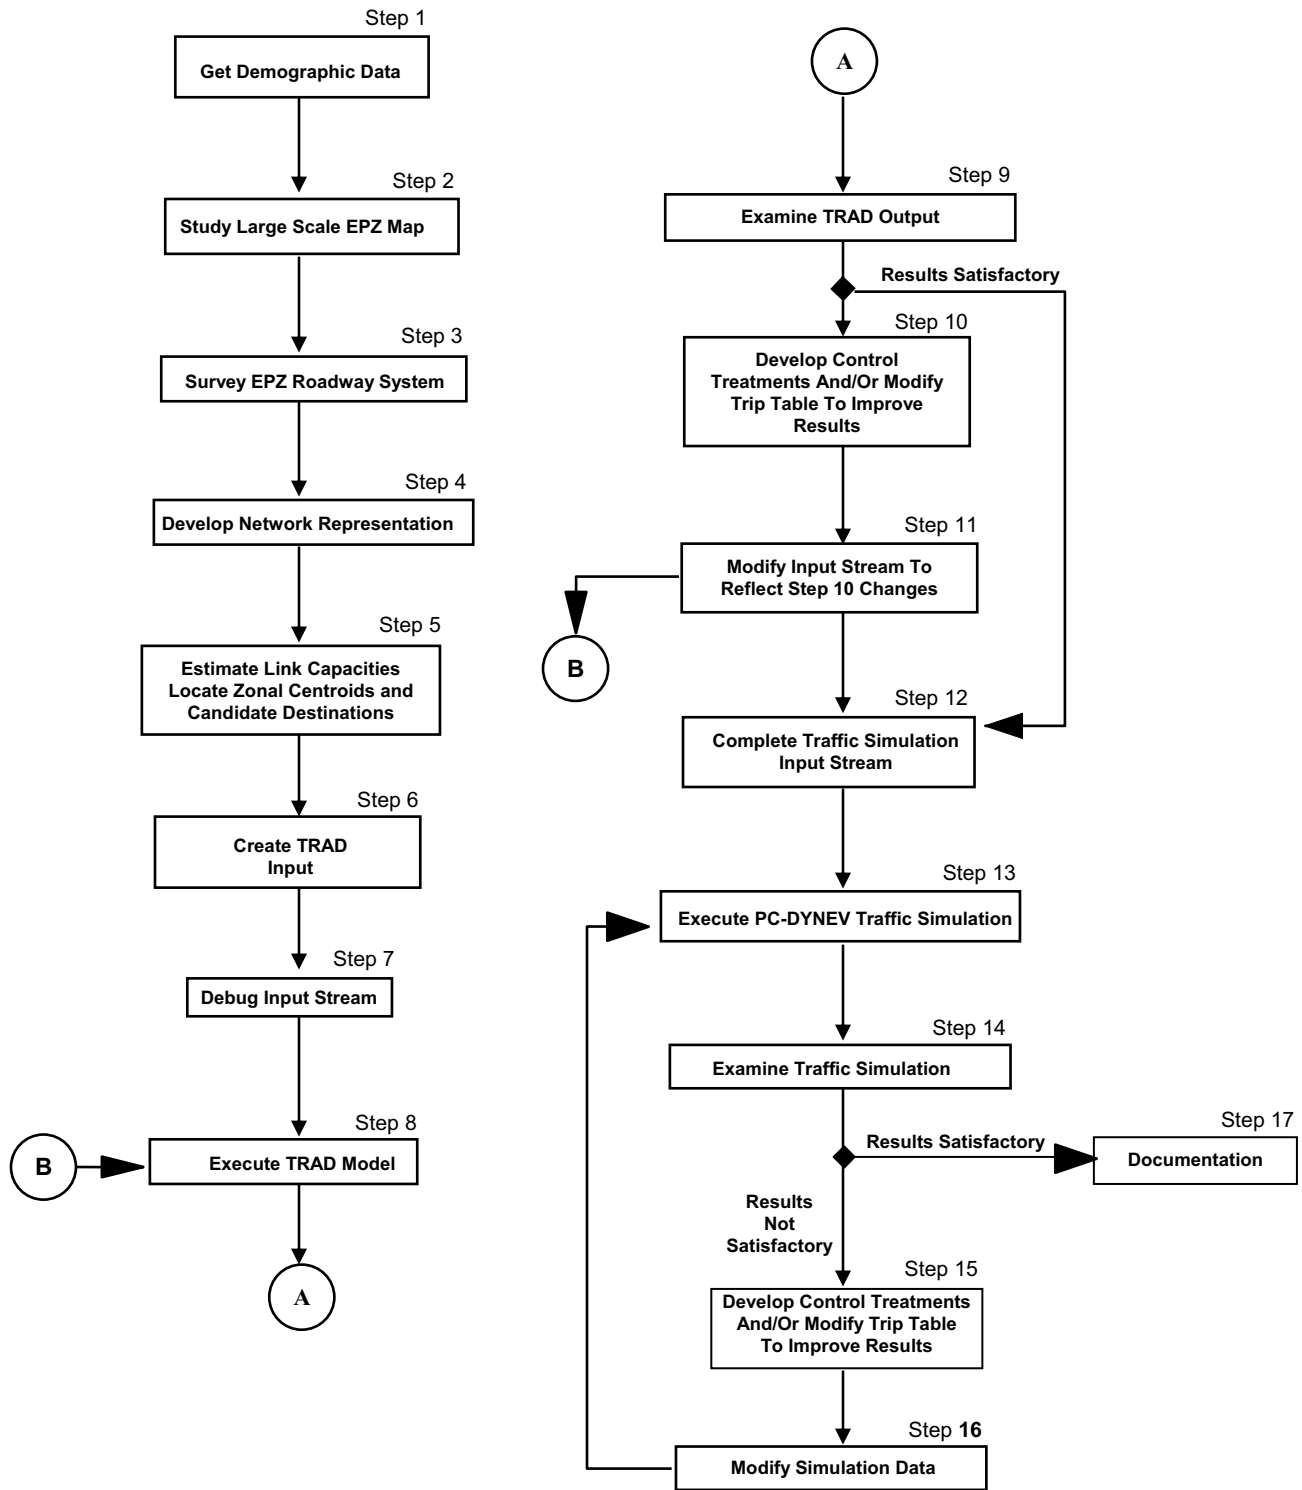 Step 1
Get Demographic Data
Step 2
Study Large Scale EPZ Map
Step 3
Survey EPZ Roadway System
Step 4
Develop Network Representation
Step 5
Estimate Link Capacities
Locate Zonal Centroids and
Candidate Destinations
Step 6
Create TRAD
Input
Step 7
Debug Input Stream
Step 8
B
Execute TRAD Model
A
A
Step 9
Examine TRAD Output
Results Satisfactory
Step 10
Develop Control
Treatments And/Or Modify
Trip Table To Improve
Results
Step 11
Modify Input Stream To
Reflect Step 10 Changes
B
Step 12
Complete Traffic Simulation
Input Stream
Step 13
Execute PC-DYNEV Traffic Simulation
Step 14
Examine Traffic Simulation
Results Satisfactory
Step 17
Documentation
Results
Not
Satisfactory
Step 15
Develop Control Treatments
And/Or Modify Trip Table
To Improve Results
Step 16
Modify Simulation Data